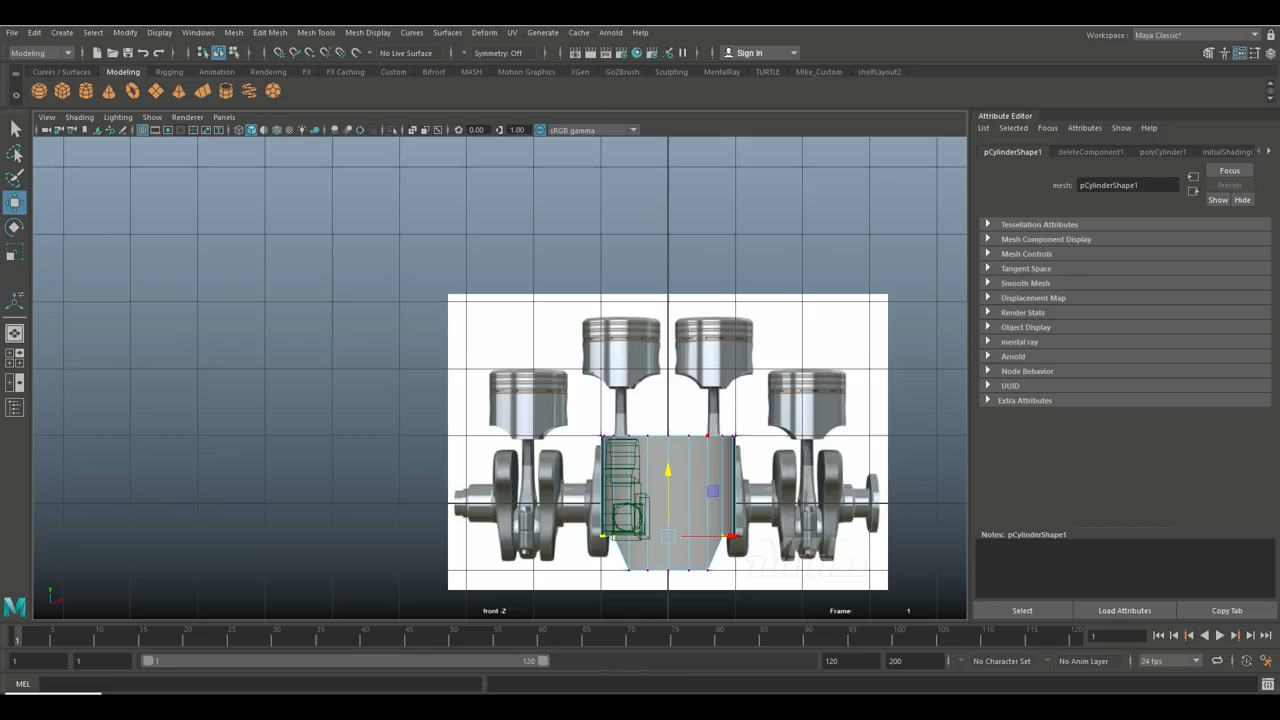 File Edit Create Select Modify Display Windows Mesh Edit Mesh Mesh Tools Mesh Display Curves Surfaces Deform UV Generate Cache Arnold Help
Workspace: Maya Classic*
Modeling No Live Surface Symmetry: Off Sign In
Curves / Surfaces Modeling Rigging Animation Rendering FX FX Caching Custom Bifrost MASH Motion Graphics XGen GoZBrush Sculpting MentalRay TURTLE Mike_Custom shelfLayout2
View Shading Lighting Show Renderer Panels
0.00 1.00 sRGB gamma
Attribute Editor
List Selected Focus Attributes Show Help
pCylinderShape1 deleteComponent1 polyCylinder1 initialShadingG
mesh: pCylinderShape1
Focus
Presets
Show Hide
Tessellation Attributes
Mesh Component Display
Mesh Controls
Tangent Space
Smooth Mesh
Displacement Map
Render Stats
Object Display
mental ray
Arnold
Node Behavior
UUID
Extra Attributes
Notes: pCylinderShape1
Select Load Attributes Copy Tab
y
front -Z
Frame: 1
5 10 15 20 25 30 35 40 45 50 55 60 65 70 75 80 85 90 95 100 105 110 115 120
1
1
1 1 1 120 120 200 No Character Set No Anim Layer 24 fps
MEL